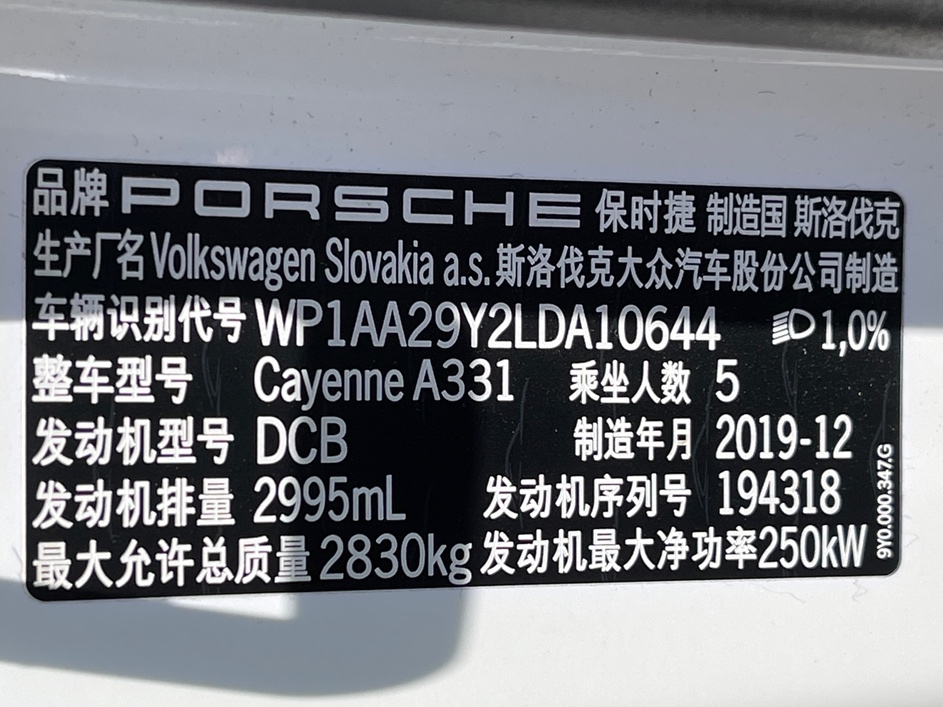 品牌 PORSCHE 保时捷 制造国 斯洛伐克
生产厂名 Volkswagen Slovakia a.s. 斯洛伐克大众汽车股份公司制造
车辆识别代号 WP1AA29Y2LDA10644 1,0%
整车型号 Cayenne A331 乘坐人数 5
发动机型号 DCB 制造年月 2019-12
发动机排量 2995mL 发动机序列号 194318
最大允许总质量 2830kg 发动机最大净功率 250kW
9Y0.000.347.G